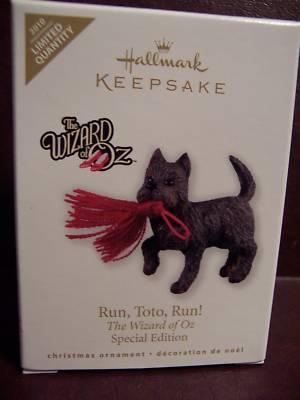 2010
LIMITED
QUANTITY
Hallmark
KEEPSAKE
The
WIZARD
of OZ™
Run, Toto, Run!
The Wizard of Oz
Special Edition
christmas ornament • décoration de noël